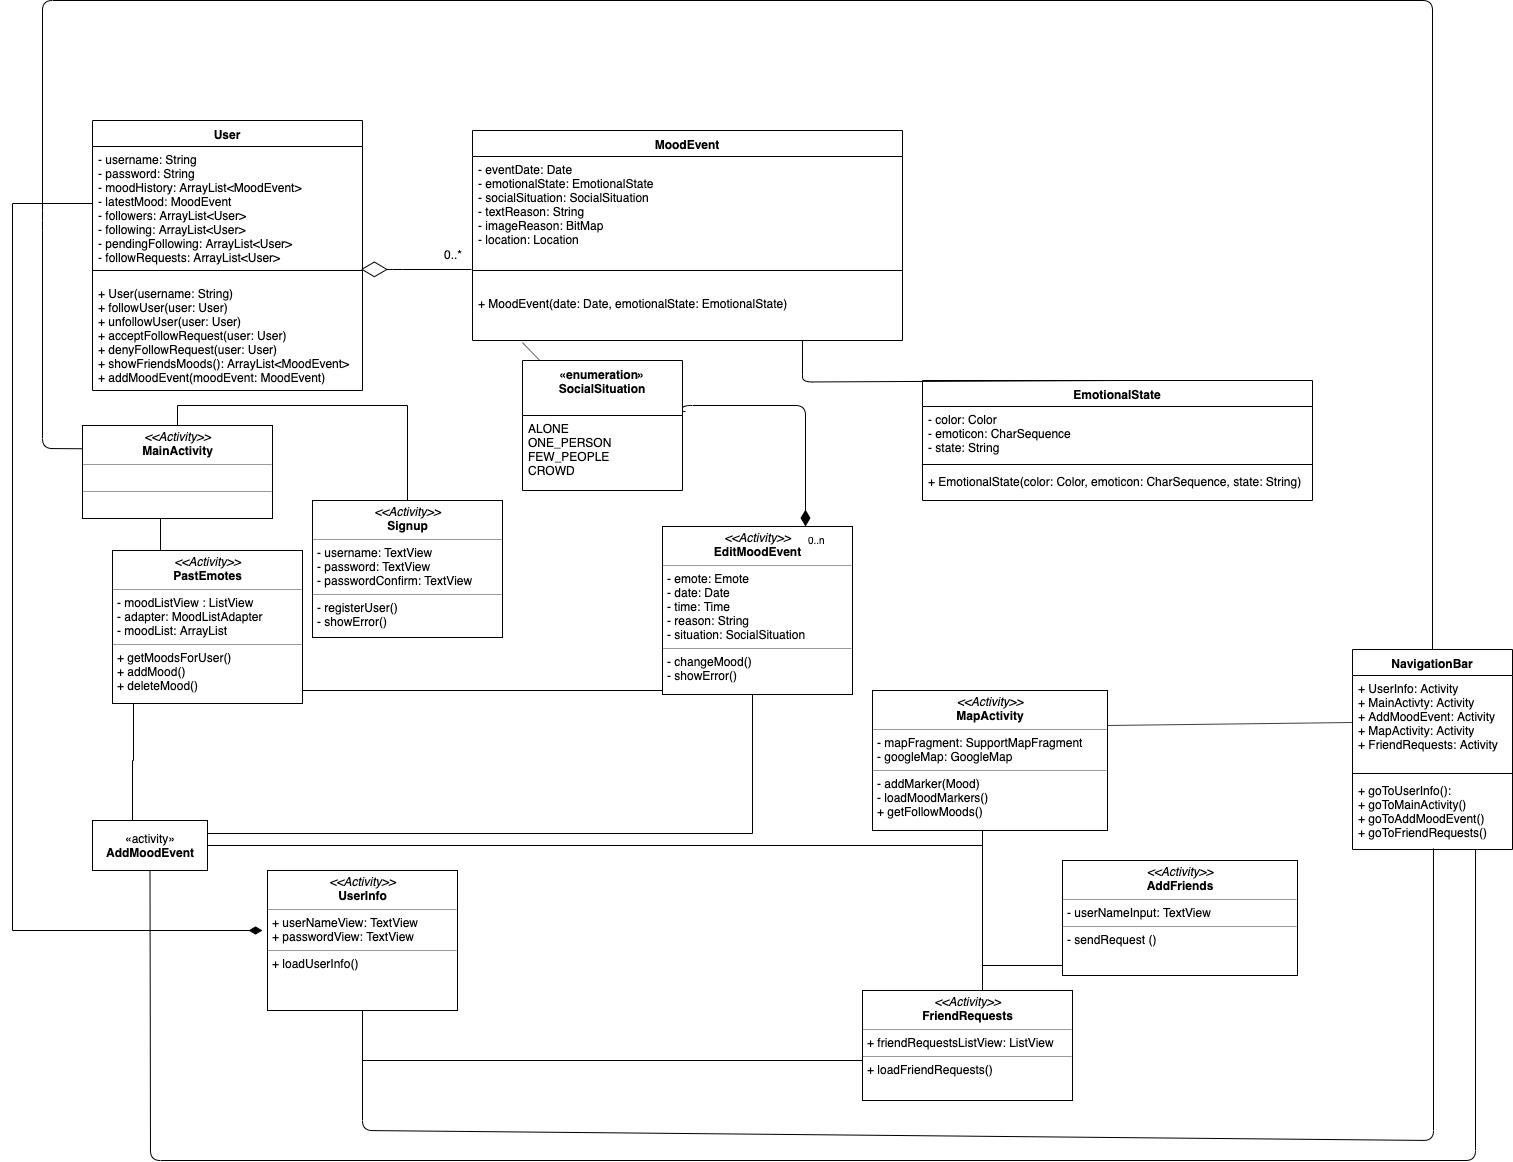 User
- username: String
- password: String
- moodHistory: ArrayList<MoodEvent>
- latestMood: MoodEvent
- followers: ArrayList<User>
- following: ArrayList<User>
- pendingFollowing: ArrayList<User>
- followRequests: ArrayList<User>
+ User(username: String)
+ followUser(user: User)
+ unfollowUser(user: User)
+ acceptFollowRequest(user: User)
+ denyFollowRequest(user: User)
+ showFriendsMoods(): ArrayList<MoodEvent>
+ addMoodEvent(moodEvent: MoodEvent)
0..*
MoodEvent
- eventDate: Date
- emotionalState: EmotionalState
- socialSituation: SocialSituation
- textReason: String
- imageReason: BitMap
- location: Location
+ MoodEvent(date: Date, emotionalState: EmotionalState)
«enumeration»
SocialSituation
ALONE
ONE_PERSON
FEW_PEOPLE
CROWD
EmotionalState
- color: Color
- emoticon: CharSequence
- state: String
+ EmotionalState(color: Color, emoticon: CharSequence, state: String)
<<Activity>>
MainActivity
<<Activity>>
Signup
- username: TextView
- password: TextView
- passwordConfirm: TextView
- registerUser()
- showError()
<<Activity>>
PastEmotes
- moodListView : ListView
- adapter: MoodListAdapter
- moodList: ArrayList
+ getMoodsForUser()
+ addMood()
+ deleteMood()
<<Activity>>
0..n
EditMoodEvent
- emote: Emote
- date: Date
- time: Time
- reason: String
- situation: SocialSituation
- changeMood()
- showError()
<<Activity>>
MapActivity
- mapFragment: SupportMapFragment
- googleMap: GoogleMap
- addMarker(Mood)
- loadMoodMarkers()
+ getFollowMoods()
NavigationBar
+ UserInfo: Activity
+ MainActivty: Activity
+ AddMoodEvent: Activity
+ MapActivity: Activity
+ FriendRequests: Activity
+ goToUserInfo():
+ goToMainActivity()
+ goToAddMoodEvent()
+ goToFriendRequests()
«activity»
AddMoodEvent
<<Activity>>
UserInfo
+ userNameView: TextView
+ passwordView: TextView
+ loadUserInfo()
<<Activity>>
AddFriends
- userNameInput: TextView
- sendRequest ()
<<Activity>>
FriendRequests
+ friendRequestsListView: ListView
+ loadFriendRequests()